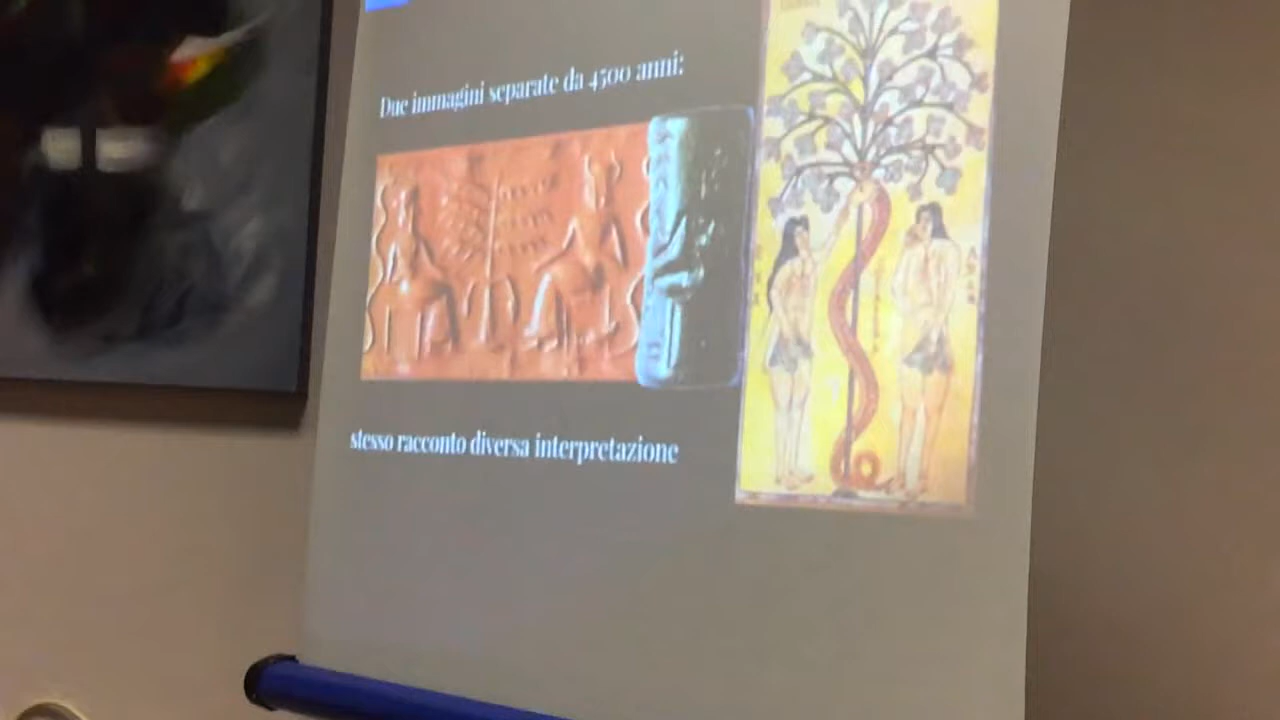 Due immagini separate da 4500 anni:
stesso racconto diversa interpretazione